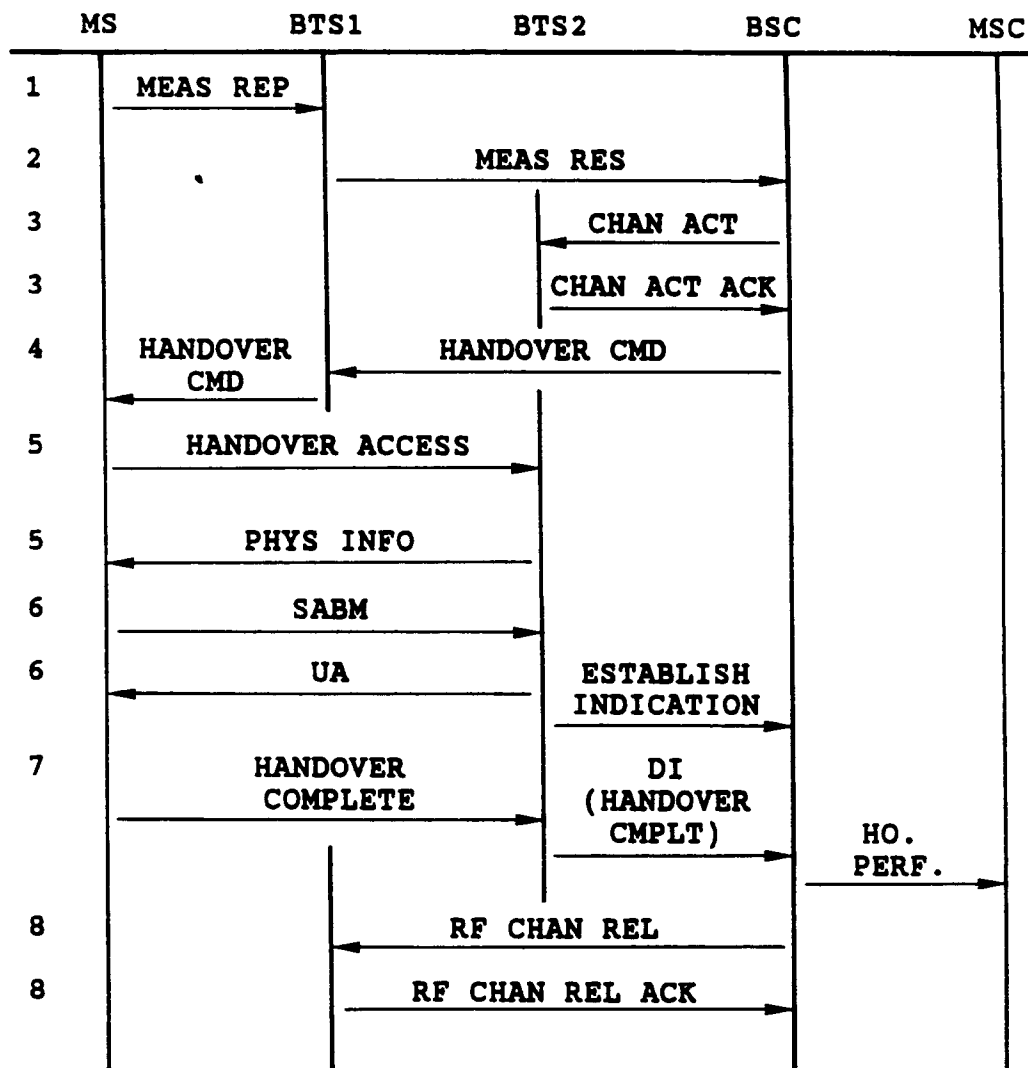 MS BTS1 BTS2 BSC MSC
1 MEAS REP
2 MEAS RES
3 CHAN ACT
3 CHAN ACT ACK
4 HANDOVER HANDOVER CMD
CMD
5 HANDOVER ACCESS
5 PHYS INFO
6 SABM
6 UA ESTABLISH
INDICATION
7 HANDOVER DI
COMPLETE (HANDOVER
CMPLT) HO.
PERF.
8 RF CHAN REL
8 RF CHAN REL ACK